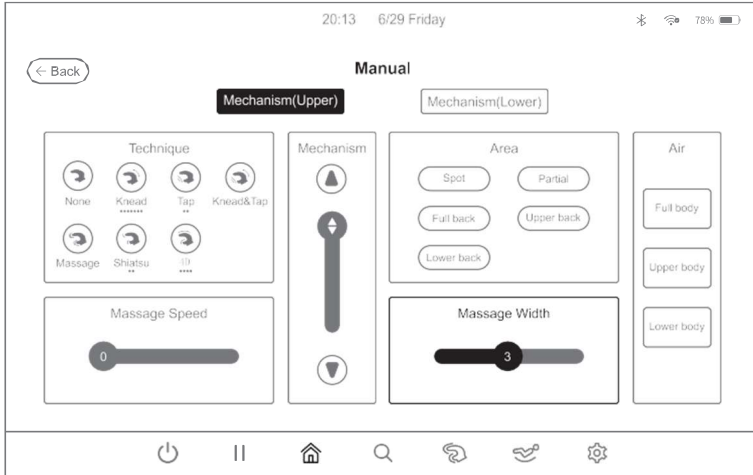 20:13 6/29 Friday 78%
← Back
Manual
Mechanism(Upper) Mechanism(Lower)
Technique
None Knead Tap Knead&Tap
Massage Shiatsu 3D
Mechanism
Area
Spot Partial
Full back Upper back
Lower back
Air
Full body
Upper body
Lower body
Massage Speed
0
Massage Width
3